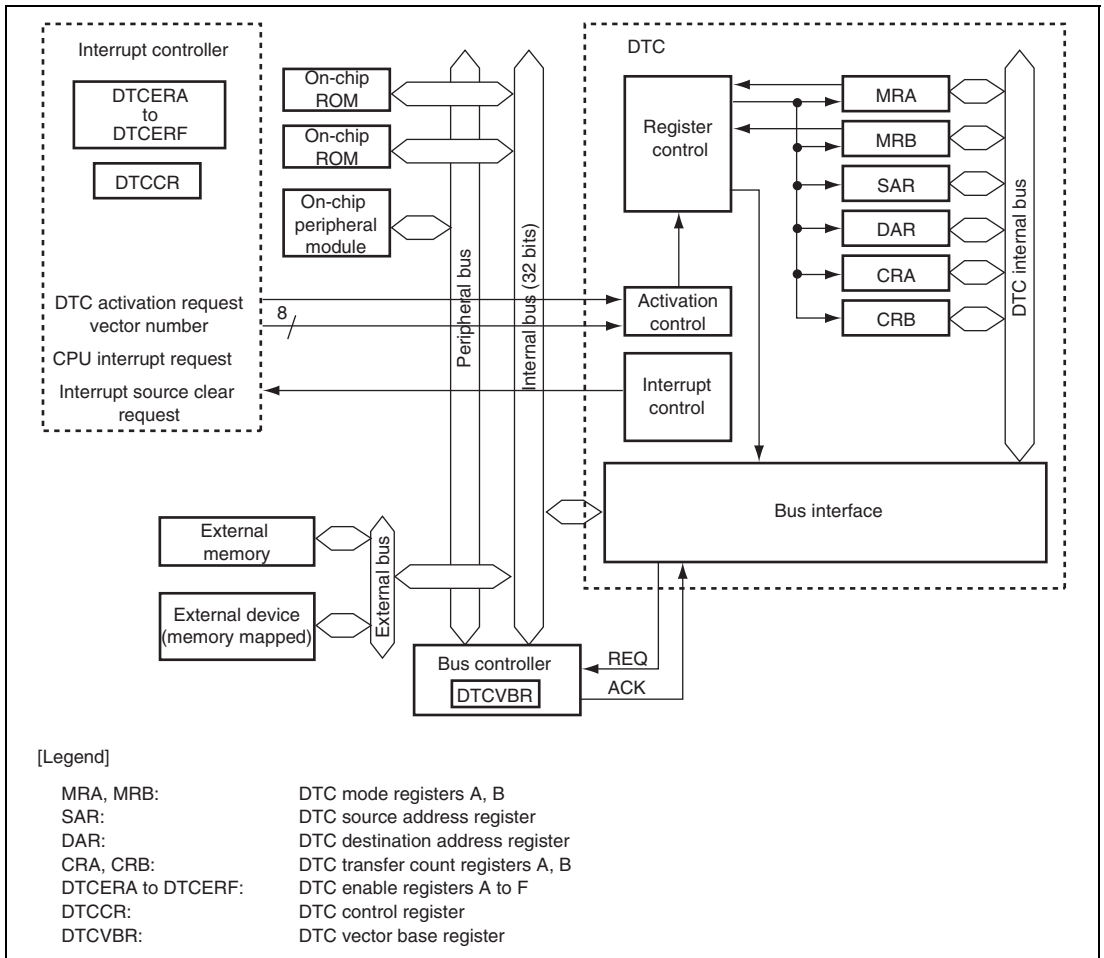 Interrupt controller
DTCERA
to
DTCERF
DTCCR
DTC activation request
vector number
8
CPU interrupt request
Interrupt source clear
request
On-chip
ROM
On-chip
ROM
On-chip
peripheral
module
Peripheral bus
Internal bus (32 bits)
DTC
Register
control
Activation
control
Interrupt
control
MRA
MRB
SAR
DAR
CRA
CRB
DTC internal bus
Bus interface
External
memory
External device
(memory mapped)
External bus
Bus controller
DTCVBR
REQ
ACK
[Legend]
MRA, MRB: DTC mode registers A, B
SAR: DTC source address register
DAR: DTC destination address register
CRA, CRB: DTC transfer count registers A, B
DTCERA to DTCERF: DTC enable registers A to F
DTCCR: DTC control register
DTCVBR: DTC vector base register